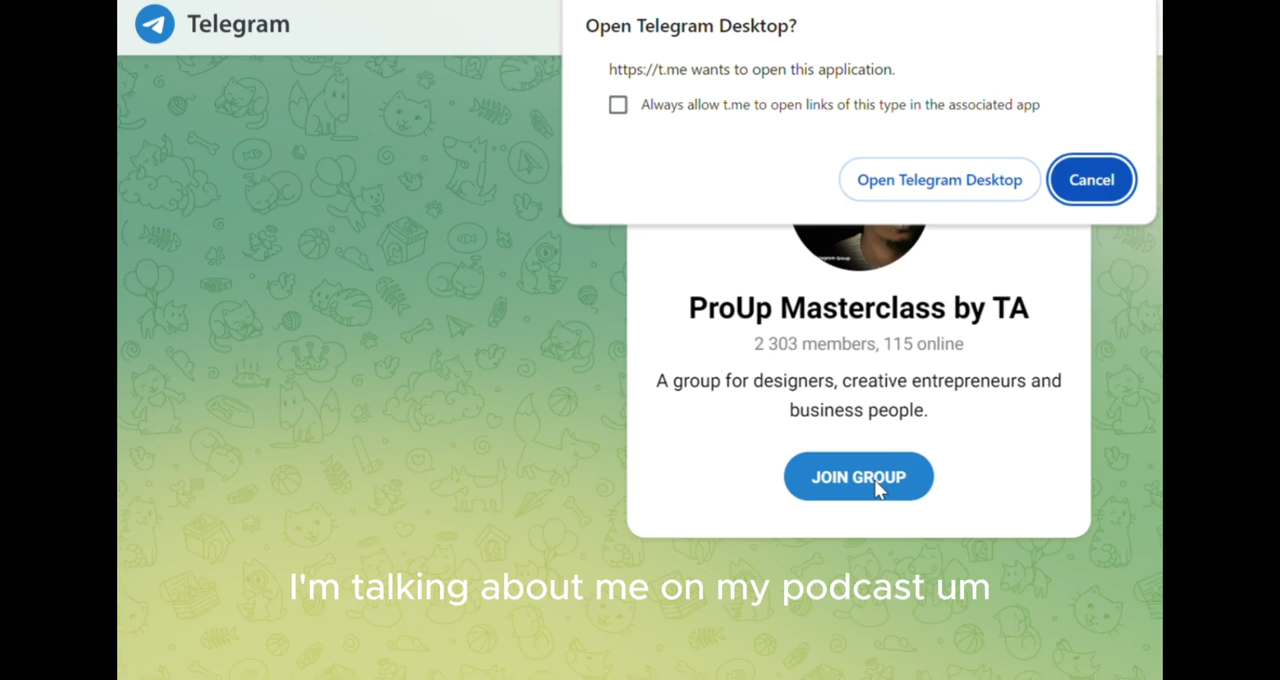 Telegram
Open Telegram Desktop?
https://t.me wants to open this application.
Always allow t.me to open links of this type in the associated app
Open Telegram Desktop
Cancel
ProUp Masterclass by TA
2 303 members, 115 online
A group for designers, creative entrepreneurs and
business people.
JOIN GROUP
I'm talking about me on my podcast um